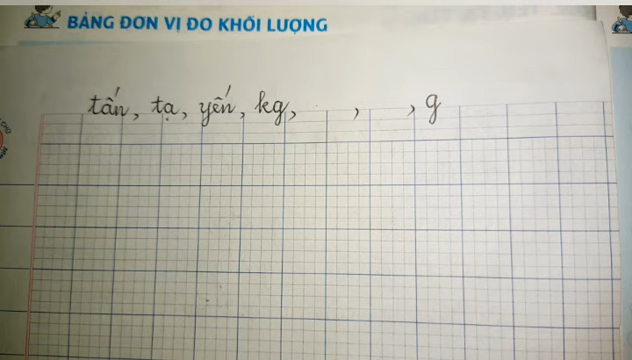 BẢNG ĐƠN VỊ ĐO KHỐI LƯỢNG
tấn, tạ, yến, kg, , , g